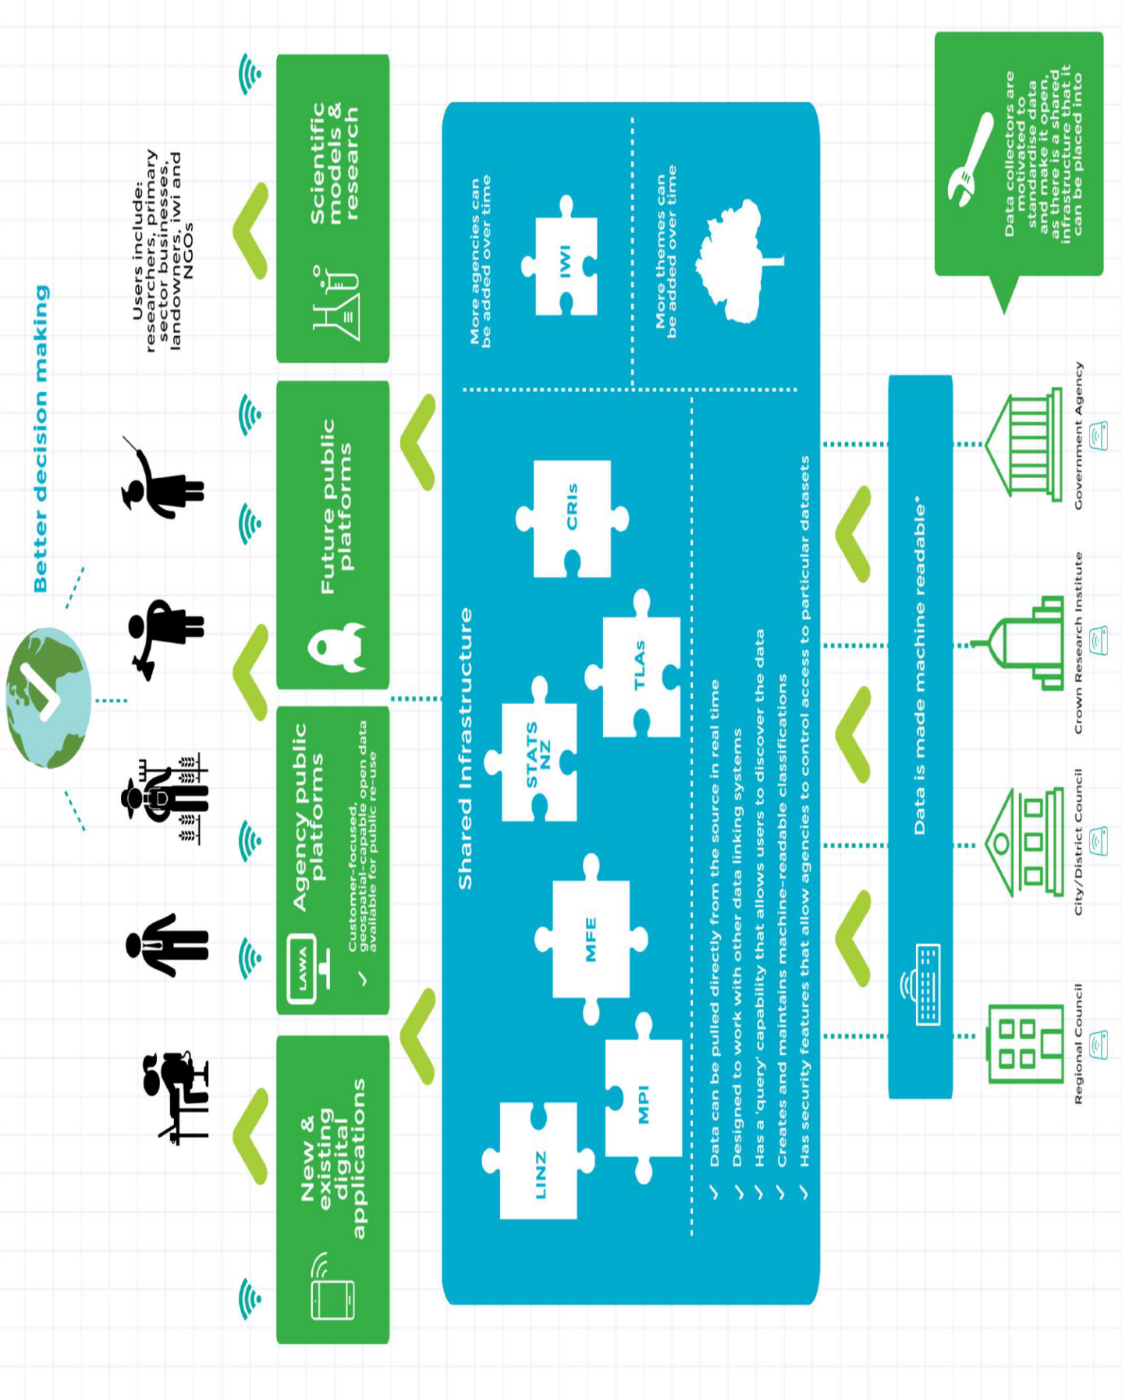 Better decision making
Users include:
researchers, primary
sector businesses,
landowners, iwi and
NGOs
New &
existing
digital
applications
Agency public
platforms
LAWA
✓ Customer-focused,
geospatial-capable open data
available for public re-use
Future public
platforms
Scientific
models &
research
Shared Infrastructure
LINZ
MPI
MFE
STATS
NZ
TLAs
CRIs
More agencies can
be added over time
IWI
More themes can
be added over time
✓ Data can be pulled directly from the source in real time
✓ Designed to work with other data linking systems
✓ Has a 'query' capability that allows users to discover the data
✓ Creates and maintains machine-readable classifications
✓ Has security features that allow agencies to control access to particular datasets
Data is made machine readable*
Regional Council
City/District Council
Crown Research Institute
Government Agency
Data collectors are
motivated to
standardise data
and make it open,
as there is a shared
infrastructure that it
can be placed into